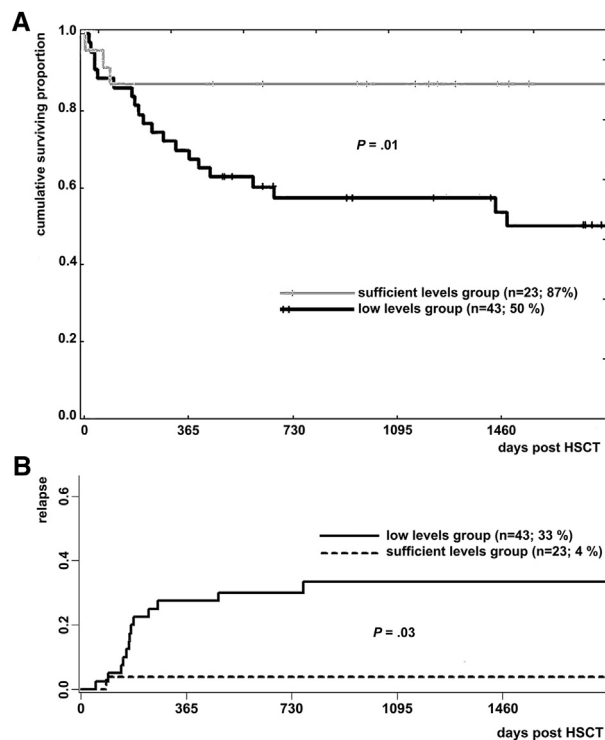 A
1.0
0.8
0.6
0.4
0.2
0.0
cumulative surviving proportion
P = .01
sufficient levels group (n=23; 87%)
low levels group (n=43; 50 %)
0 365 730 1095 1460
days post HSCT
B
relapse
0.6
0.4
0.2
0.0
low levels group (n=43; 33 %)
sufficient levels group (n=23; 4 %)
P = .03
0 365 730 1095 1460
days post HSCT